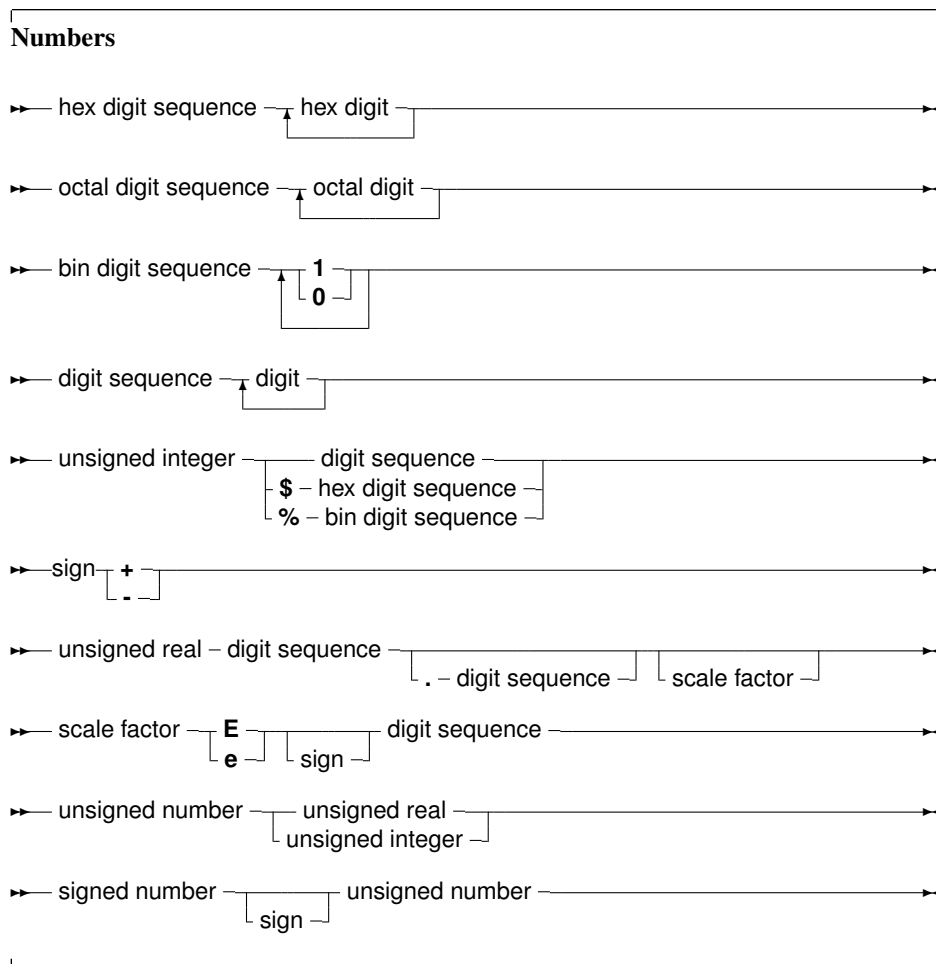 Numbers
hex digit sequence hex digit
octal digit sequence octal digit
bin digit sequence 1
0
digit sequence digit
unsigned integer digit sequence
$ hex digit sequence
% bin digit sequence
sign +
-
unsigned real digit sequence
. digit sequence scale factor
scale factor E digit sequence
e sign
unsigned number unsigned real
unsigned integer
signed number unsigned number
sign